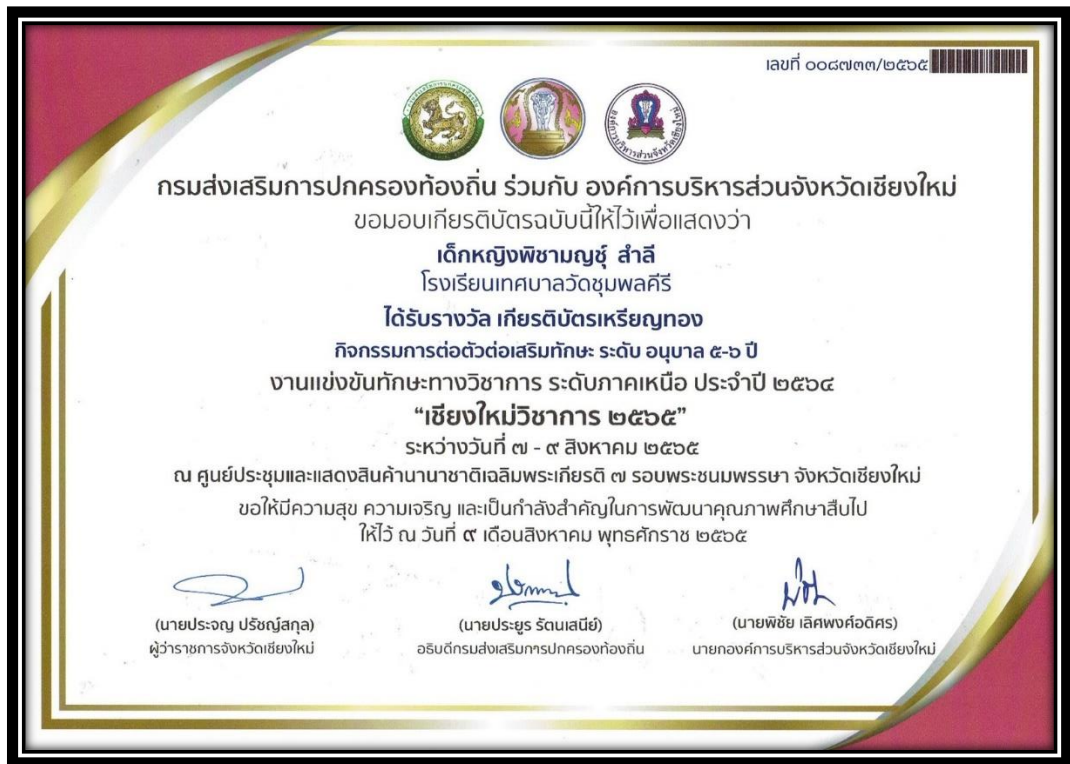 เลขที่ ๐๐๘๗๓๓/๒๕๖๕
กรมส่งเสริมการปกครองท้องถิ่น ร่วมกับ องค์การบริหารส่วนจังหวัดเชียงใหม่
ขอมอบเกียรติบัตรฉบับนี้ให้ไว้เพื่อแสดงว่า
เด็กหญิงพิชามญชุ์ สำลี
โรงเรียนเทศบาลวัดชุมพลคีรี
ได้รับรางวัล เกียรติบัตรเหรียญทอง
กิจกรรมการต่อตัวต่อเสริมทักษะ ระดับ อนุบาล ๕-๖ ปี
งานแข่งขันทักษะทางวิชาการ ระดับภาคเหนือ ประจำปี ๒๕๖๔
“เชียงใหม่วิชาการ ๒๕๖๕”
ระหว่างวันที่ ๗ - ๙ สิงหาคม ๒๕๖๕
ณ ศูนย์ประชุมและแสดงสินค้านานาชาติเฉลิมพระเกียรติ ๗ รอบพระชนมพรรษา จังหวัดเชียงใหม่
ขอให้มีความสุข ความเจริญ และเป็นกำลังสำคัญในการพัฒนาคุณภาพศึกษาสืบไป
ให้ไว้ ณ วันที่ ๙ เดือนสิงหาคม พุทธศักราช ๒๕๖๕
(นายประจญ ปรัชญ์สกุล) (นายประยูร รัตนเสนีย์) (นายพิชัย เลิศพงศ์อดิศร)
ผู้ว่าราชการจังหวัดเชียงใหม่ อธิบดีกรมส่งเสริมการปกครองท้องถิ่น นายกองค์การบริหารส่วนจังหวัดเชียงใหม่